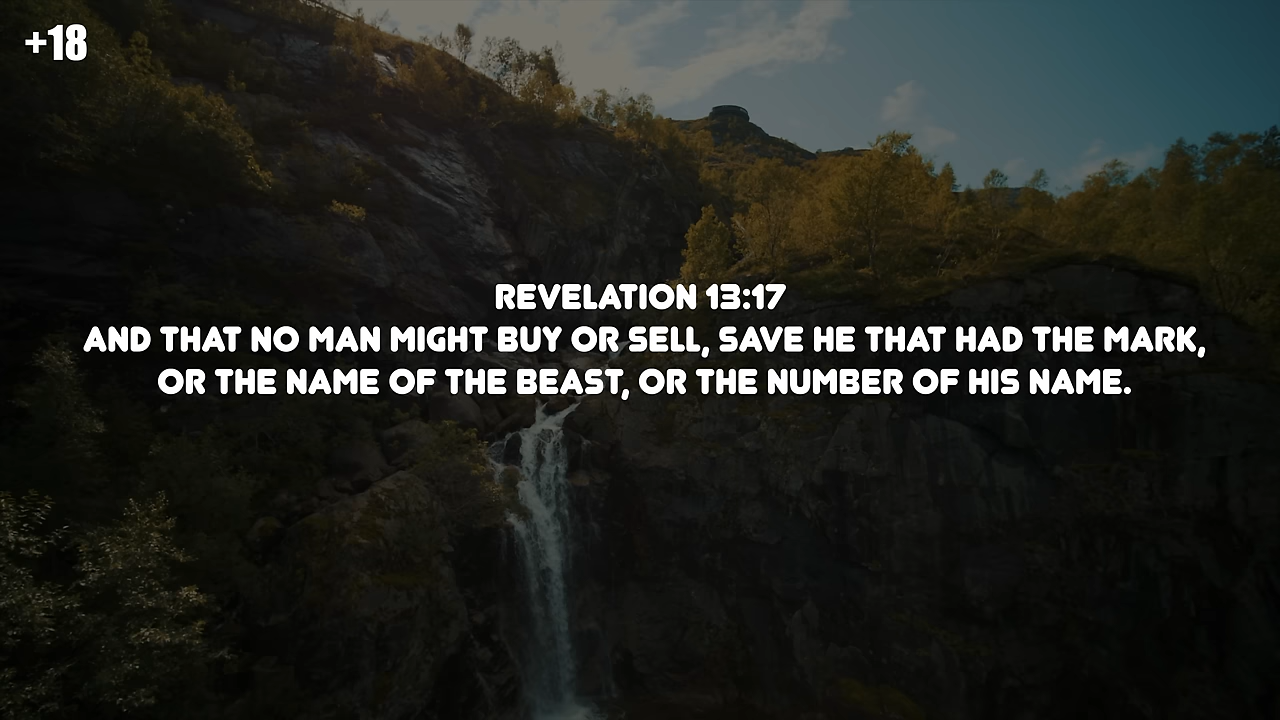 +18
REVELATION 13:17
AND THAT NO MAN MIGHT BUY OR SELL, SAVE HE THAT HAD THE MARK,
OR THE NAME OF THE BEAST, OR THE NUMBER OF HIS NAME.